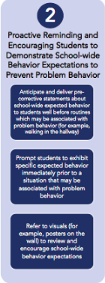 2
Proactive Reminding and
Encouraging Students to
Demonstrate School-wide
Behavior Expectations to
Prevent Problem Behavior
Anticipate and deliver pre-
corrective statements about
school-wide expected behavior
to students well before routines
which may be associated with
problem behavior (for example,
walking in the hallway)
Prompt students to exhibit
specific expected behavior
immediately prior to a
situation that may be
associated with problem
behavior
Refer to visuals (for
example, posters on the
wall) to review and
encourage school-wide
behavior expectations